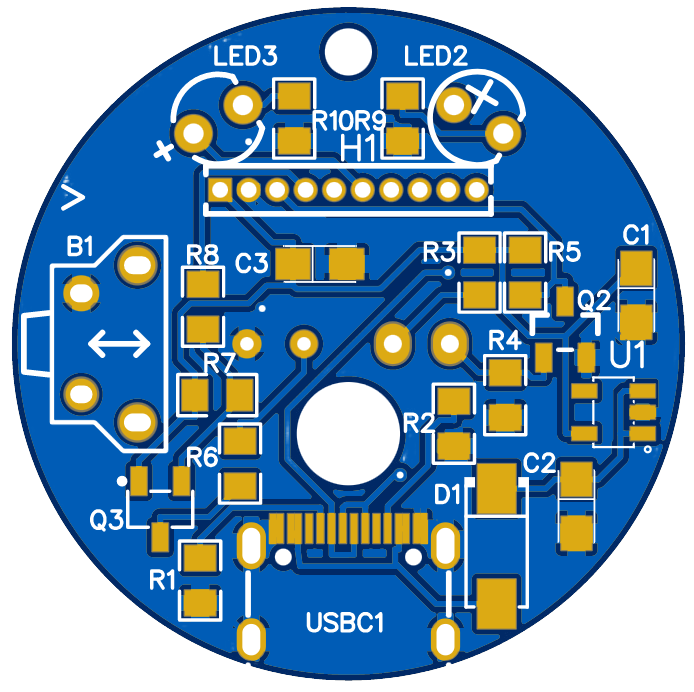 LED3 LED2
R10R9
H1
B1
R8 C3 R3 R5 C1
Q2
R4 U1
R7
R2
R6 C2
D1
Q3
R1
USBC1